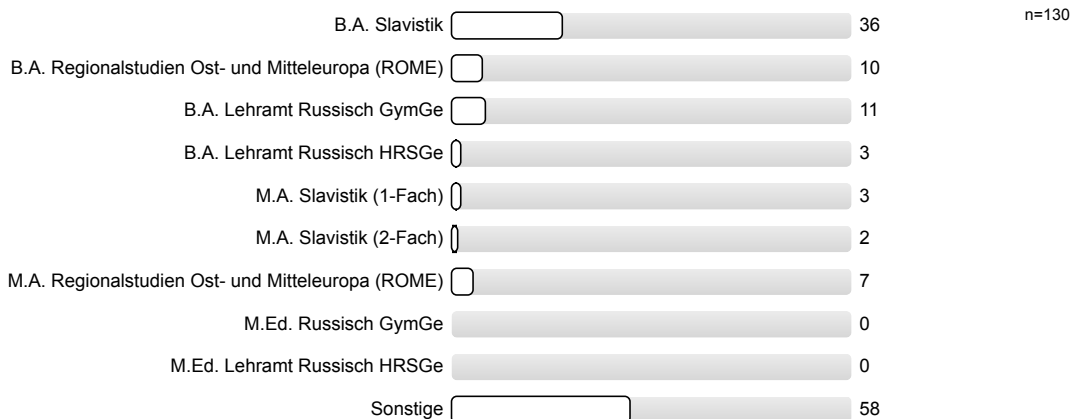 B.A. Slavistik 36 n=130
B.A. Regionalstudien Ost- und Mitteleuropa (ROME) 10
B.A. Lehramt Russisch GymGe 11
B.A. Lehramt Russisch HRSGe 3
M.A. Slavistik (1-Fach) 3
M.A. Slavistik (2-Fach) 2
M.A. Regionalstudien Ost- und Mitteleuropa (ROME) 7
M.Ed. Russisch GymGe 0
M.Ed. Lehramt Russisch HRSGe 0
Sonstige 58